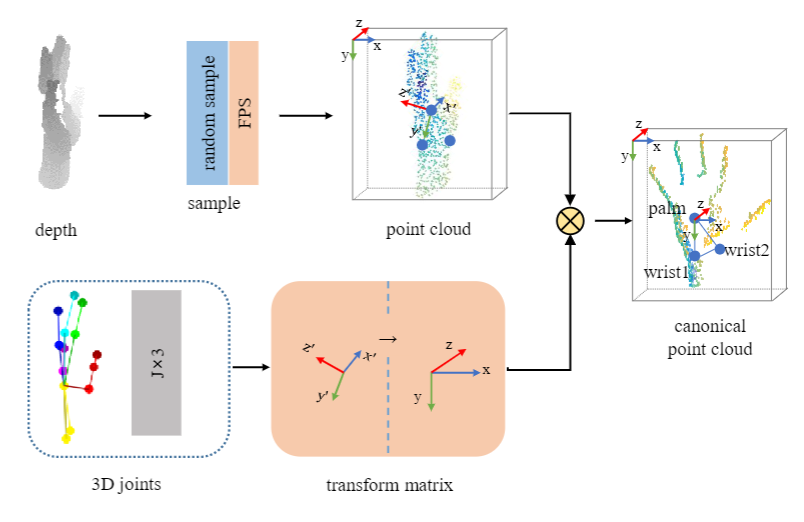 depth
random sample
FPS
sample
z
x
y
z'
x'
y'
point cloud
z
x
y
palm
z
x
y
wrist1
wrist2
canonical
point cloud
J×3
3D joints
z'
x'
y'
→
z
x
y
transform matrix